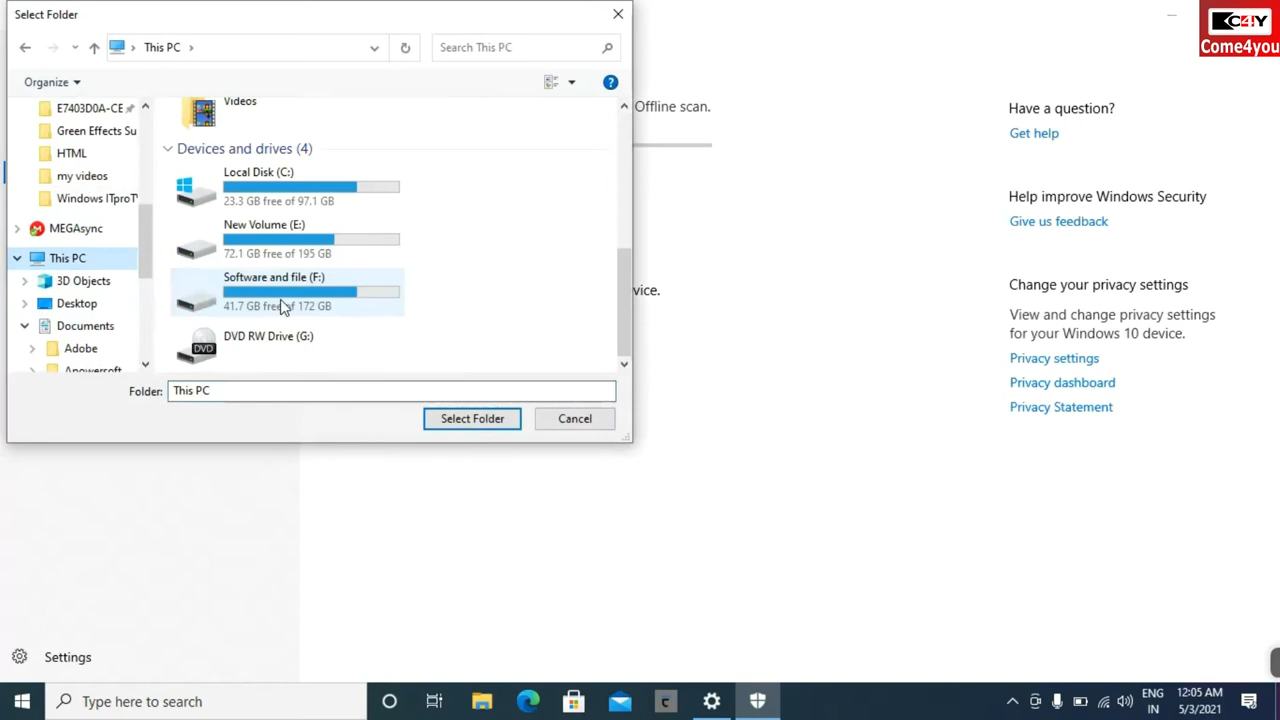 Select Folder
This PC
Search This PC
Organize
E7403D0A-CE
Green Effects Su
HTML
my videos
Windows ITproT
MEGAsync
This PC
3D Objects
Desktop
Documents
Adobe
Apowersoft
Videos
Devices and drives (4)
Local Disk (C:)
23.3 GB free of 97.1 GB
New Volume (E:)
72.1 GB free of 195 GB
Software and file (F:)
41.7 GB free of 172 GB
DVD RW Drive (G:)
DVD
Folder: This PC
Select Folder
Cancel
Offline scan.
vice.
C4Y
Come4you
Have a question?
Get help
Help improve Windows Security
Give us feedback
Change your privacy settings
View and change privacy settings
for your Windows 10 device.
Privacy settings
Privacy dashboard
Privacy Statement
Settings
Type here to search
ENG
IN
12:05 AM
5/3/2021